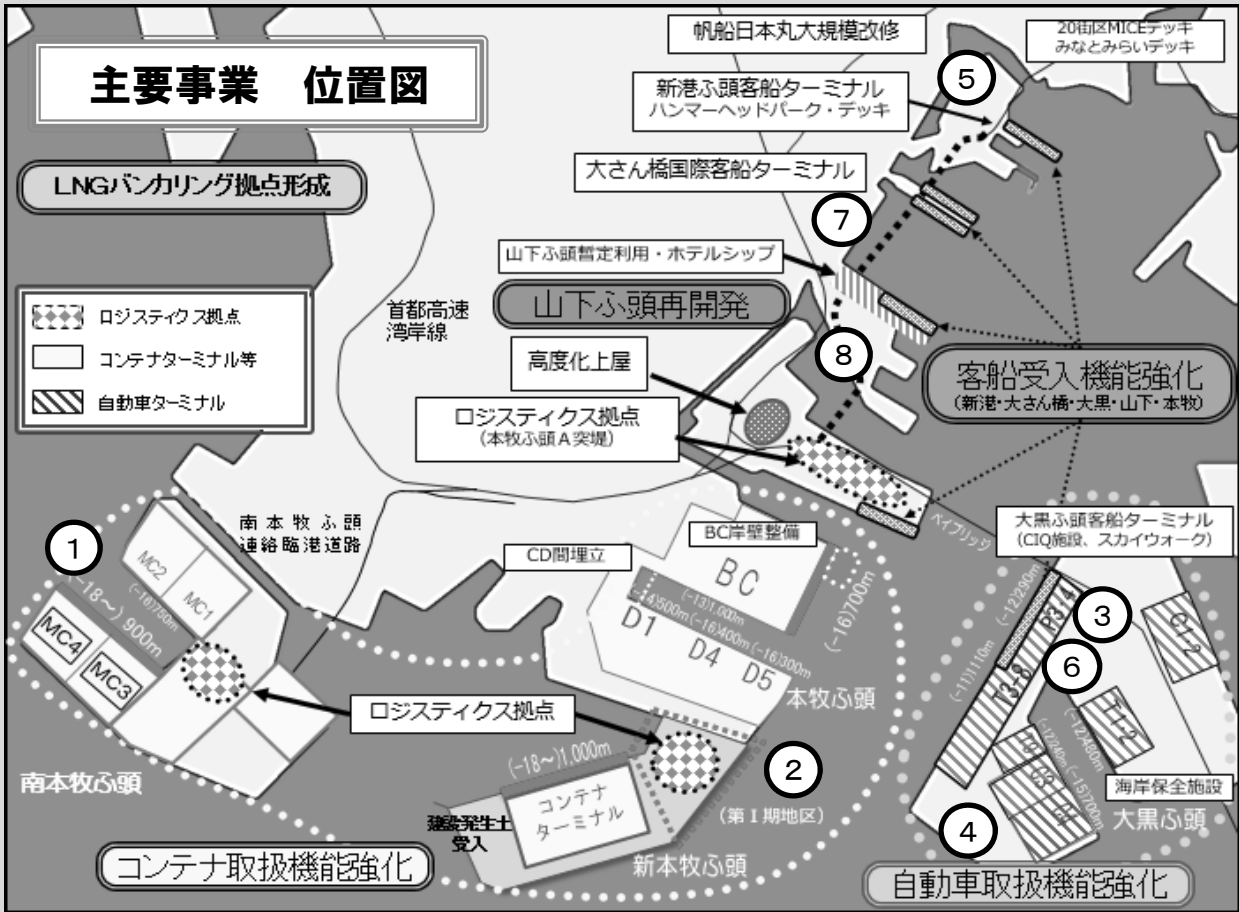 主要事業 位置図
LNGバンカリング拠点形成
ロジスティクス拠点
コンテナターミナル等
自動車ターミナル
帆船日本丸大規模改修
20街区MICEデッキ
みなとみらいデッキ
⑤
新港ふ頭客船ターミナル
ハンマーヘッドパーク・デッキ
大さん橋国際客船ターミナル
⑦
山下ふ頭暫定利用・ホテルシップ
山下ふ頭再開発
首都高速
湾岸線
高度化上屋
⑧
客船受入機能強化
(新港・大さん橋・大黒・山下・本牧)
ロジスティクス拠点
(本牧ふ頭A突堤)
ベイブリッジ
大黒ふ頭客船ターミナル
(CIQ施設、スカイウォーク)
南本牧ふ頭
連絡臨港道路
①
MC2
MC1
(-16)750m
(-18~) 900m
MC4
MC3
CD間埋立
BC岸壁整備
BC
(-13)1,000m
(-14)500m(-16)400m(-16)300m
(-16)700m
D1
D4
D5
本牧ふ頭
(-12)290m
(-11)1110m
P3,4
T3-8
③
⑥
C1-2
T1-2
(-12)480m
(-12)240m
(-15)700m
T9
C3
C4
海岸保全施設
大黒ふ頭
④
自動車取扱機能強化
ロジスティクス拠点
②
(第Ⅰ期地区)
(-18~)1,000m
コンテナ
ターミナル
建設発生土
受入
新本牧ふ頭
南本牧ふ頭
コンテナ取扱機能強化